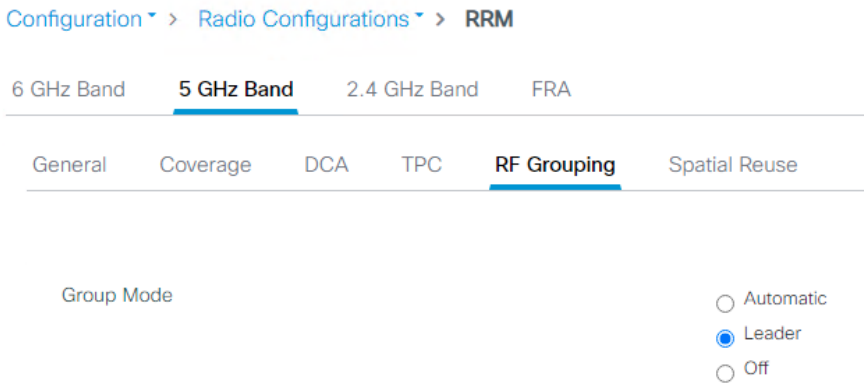 Configuration > Radio Configurations > RRM
6 GHz Band 5 GHz Band 2.4 GHz Band FRA
General Coverage DCA TPC RF Grouping Spatial Reuse
Group Mode Automatic
Leader
Off